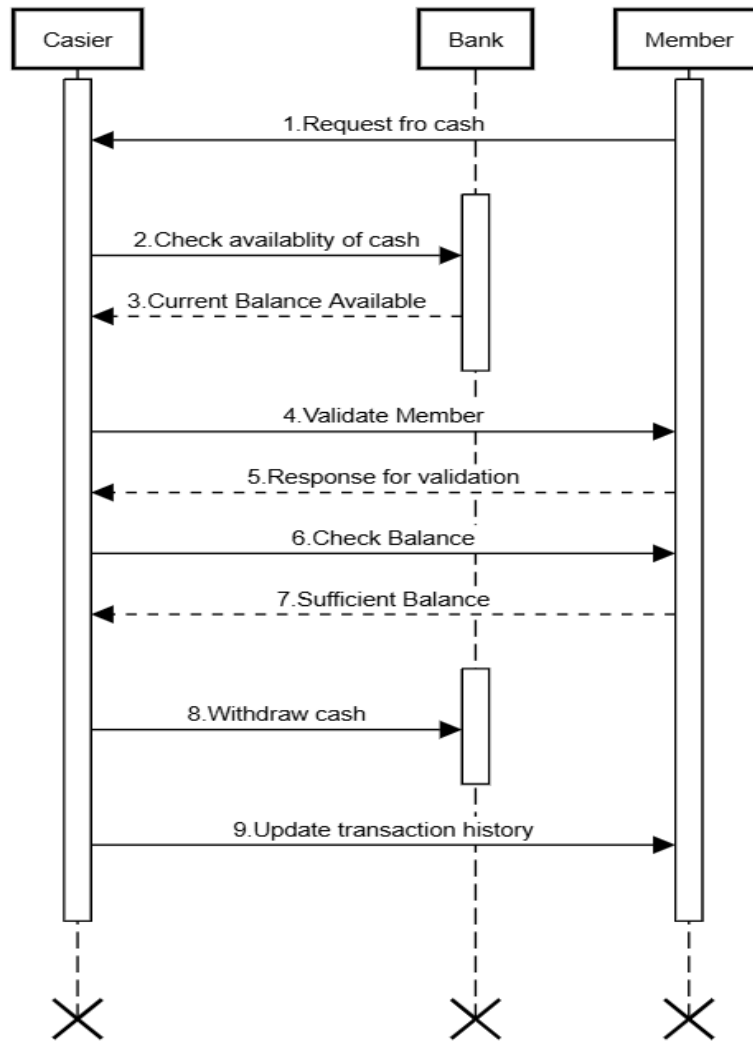 Casier
Bank
Member
1.Request fro cash
2.Check availablity of cash
3.Current Balance Available
4.Validate Member
5.Response for validation
6.Check Balance
7.Sufficient Balance
8.Withdraw cash
9.Update transaction history